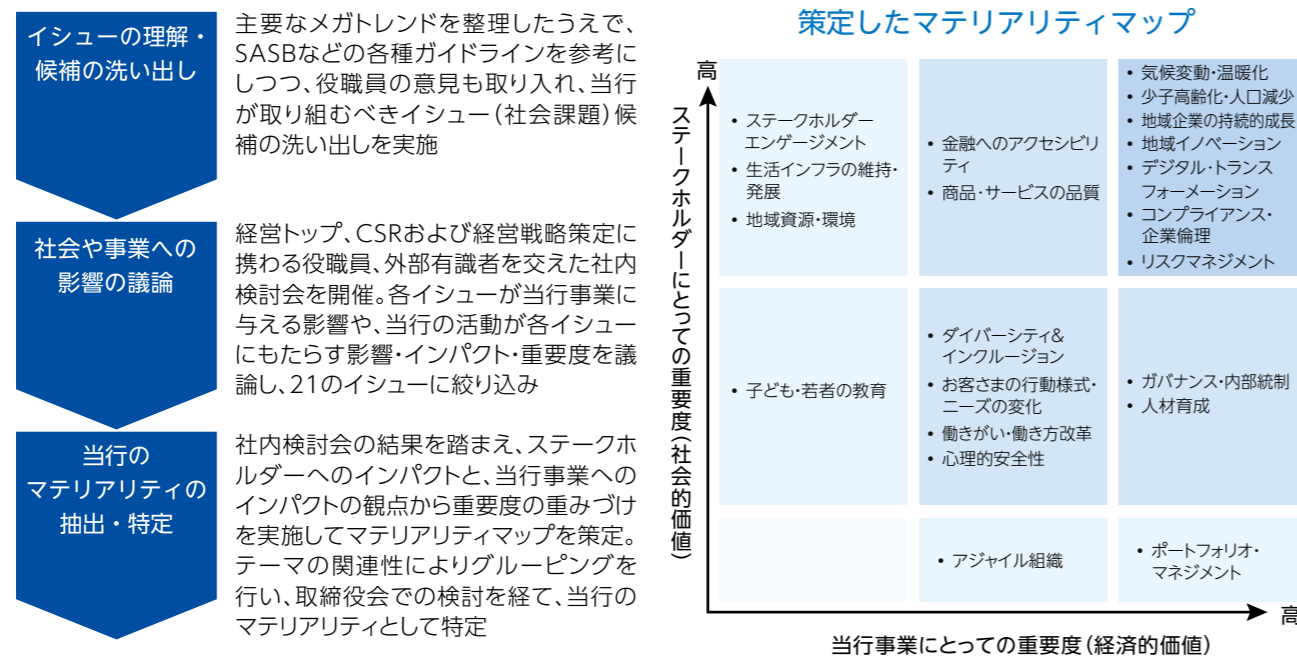 イシューの理解・
候補の洗い出し
主要なメガトレンドを整理したうえで、
SASBなどの各種ガイドラインを参考に
しつつ、役職員の意見も取り入れ、当行
が取り組むべきイシュー（社会課題）候
補の洗い出しを実施
社会や事業への
影響の議論
経営トップ、CSRおよび経営戦略策定に
携わる役職員、外部有識者を交えた社内
検討会を開催。各イシューが当行事業に
与える影響や、当行の活動が各イシュー
にもたらす影響・インパクト・重要度を議
論し、21のイシューに絞り込み
当行の
マテリアリティの
抽出・特定
社内検討会の結果を踏まえ、ステークホ
ルダーへのインパクトと、当行事業への
インパクトの観点から重要度の重みづけ
を実施してマテリアリティマップを策定。
テーマの関連性によりグルーピングを
行い、取締役会での検討を経て、当行の
マテリアリティとして特定
策定したマテリアリティマップ
高
ステークホルダーにとっての重要度（社会的価値）
• ステークホルダー
エンゲージメント
• 生活インフラの維持・
発展
• 地域資源・環境
• 金融へのアクセシビリ
ティ
• 商品・サービスの品質
• 気候変動・温暖化
• 少子高齢化・人口減少
• 地域企業の持続的成長
• 地域イノベーション
• デジタル・トランス
フォーメーション
• コンプライアンス・
企業倫理
• リスクマネジメント
• 子ども・若者の教育
• ダイバーシティ&
インクルージョン
• お客さまの行動様式・
ニーズの変化
• 働きがい・働き方改革
• 心理的安全性
• ガバナンス・内部統制
• 人材育成
• アジャイル組織
• ポートフォリオ・
マネジメント
高
当行事業にとっての重要度（経済的価値）